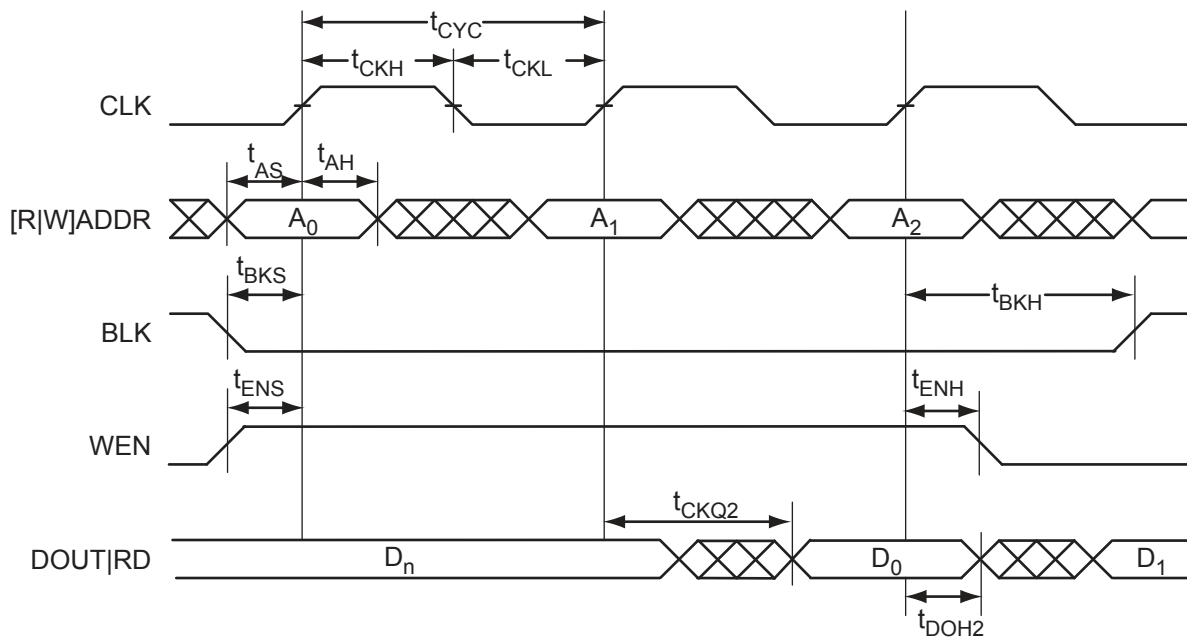 tCYC
tCKH tCKL
CLK
tAS tAH
[R|W]ADDR A0 A1 A2
tBKS tBKH
BLK
tENS tENH
WEN
tCKQ2
DOUT|RD Dn D0 D1
tDOH2